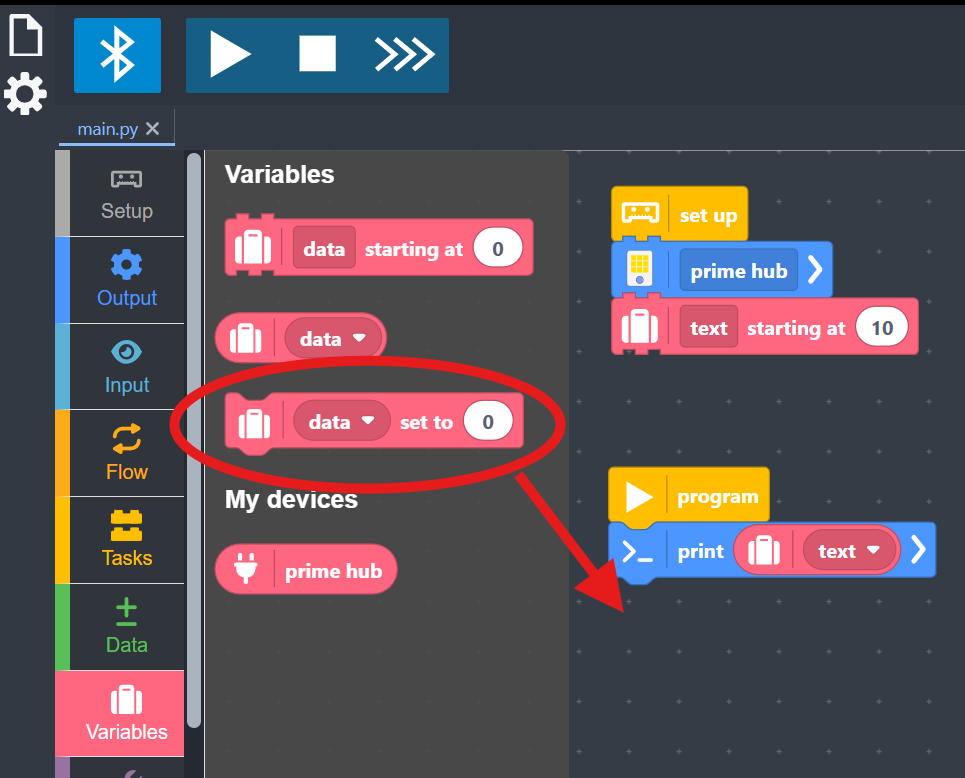 main.py
Setup
Output
Input
Flow
Tasks
Data
Variables
Variables
data starting at 0
data
data set to 0
My devices
prime hub
set up
prime hub
text starting at 10
program
print text